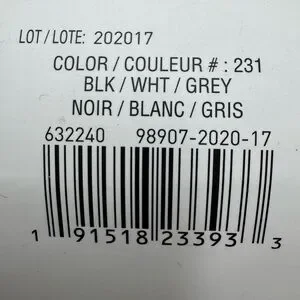 LOT / LOTE: 202017
COLOR / COULEUR # : 231
BLK / WHT / GREY
NOIR / BLANC / GRIS
632240 98907-2020-17
1 91518 23393 3